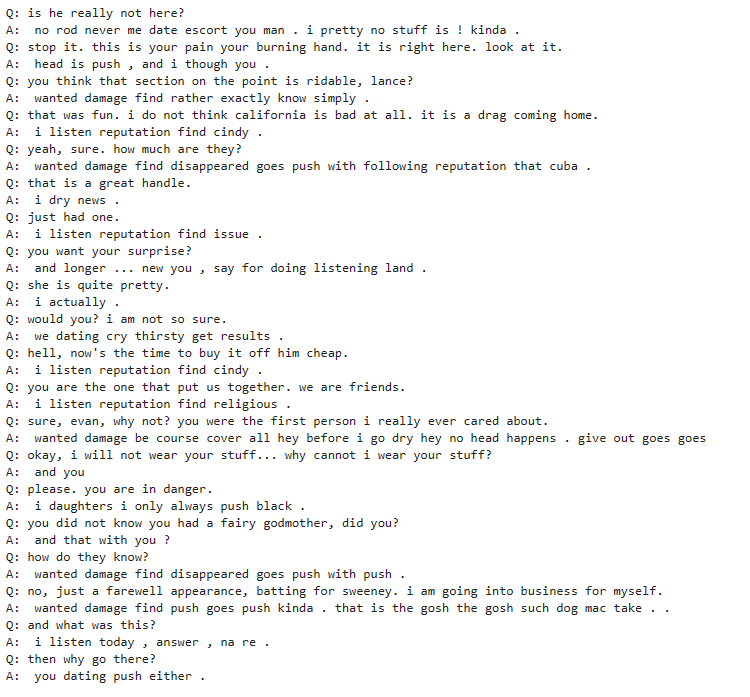 Q: is he really not here?
A:  no rod never me date escort you man . i pretty no stuff is ! kinda .
Q: stop it. this is your pain your burning hand. it is right here. look at it.
A:  head is push , and i though you .
Q: you think that section on the point is ridable, lance?
A:  wanted damage find rather exactly know simply .
Q: that was fun. i do not think california is bad at all. it is a drag coming home.
A:  i listen reputation find cindy .
Q: yeah, sure. how much are they?
A:  wanted damage find disappeared goes push with following reputation that cuba .
Q: that is a great handle.
A:  i dry news .
Q: just had one.
A:  i listen reputation find issue .
Q: you want your surprise?
A:  and longer ... new you , say for doing listening land .
Q: she is quite pretty.
A:  i actually .
Q: would you? i am not so sure.
A:  we dating cry thirsty get results .
Q: hell, now's the time to buy it off him cheap.
A:  i listen reputation find cindy .
Q: you are the one that put us together. we are friends.
A:  i listen reputation find religious .
Q: sure, evan, why not? you were the first person i really ever cared about.
A:  wanted damage be course cover all hey before i go dry hey no head happens . give out goes goes
Q: okay, i will not wear your stuff... why cannot i wear your stuff?
A:  and you
Q: please. you are in danger.
A:  i daughters i only always push black .
Q: you did not know you had a fairy godmother, did you?
A:  and that with you ?
Q: how do they know?
A:  wanted damage find disappeared goes push with push .
Q: no, just a farewell appearance, batting for sweeney. i am going into business for myself.
A:  wanted damage find push goes push kinda . that is the gosh the gosh such dog mac take . .
Q: and what was this?
A:  i listen today , answer , na re .
Q: then why go there?
A:  you dating push either .